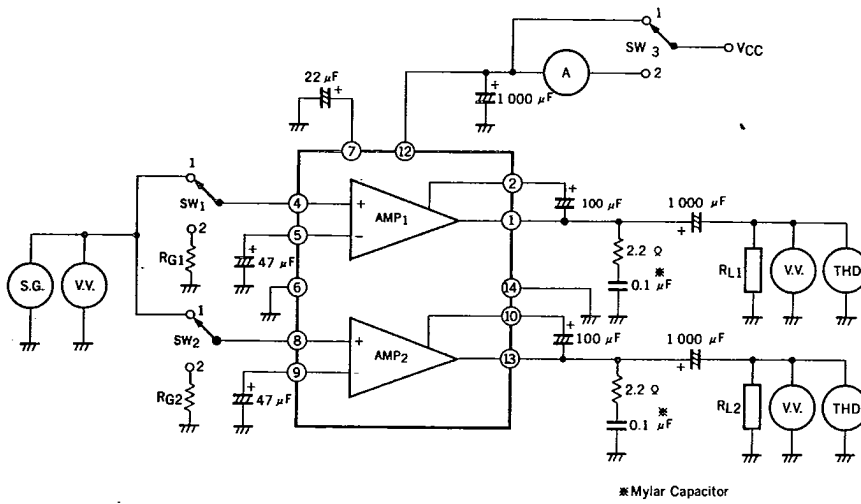 1
SW 3
VCC
A
2
22 μF
+
+
1 000 μF
7
12
1
SW1
4
+
AMP1
2
+
100 μF
1 000 μF
1
+
2
RG1
5
−
+
47 μF
2.2 Ω
※
0.1 μF
RL1
V.V.
THD
S.G.
V.V.
6
14
1
SW2
8
+
AMP2
10
+
100 μF
1 000 μF
13
+
2
RG2
9
−
+
47 μF
2.2 Ω
※
0.1 μF
RL2
V.V.
THD
※Mylar Capacitor